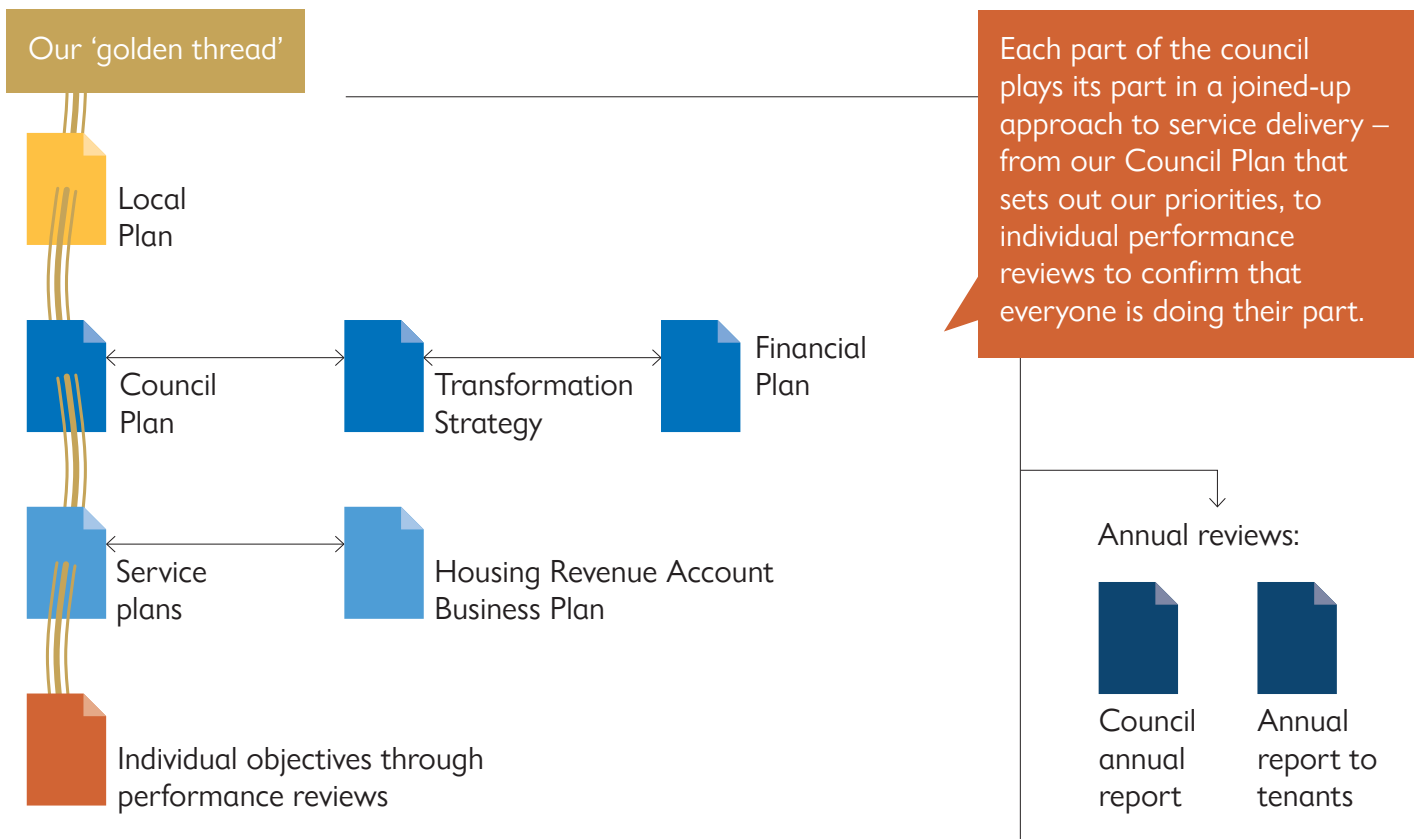 Our ‘golden thread’
Each part of the council
plays its part in a joined-up
approach to service delivery –
from our Council Plan that
sets out our priorities, to
individual performance
reviews to confirm that
everyone is doing their part.
Local
Plan
Council
Plan
Transformation
Strategy
Financial
Plan
Service
plans
Housing Revenue Account
Business Plan
Individual objectives through
performance reviews
Annual reviews:
Council
annual
report
Annual
report to
tenants